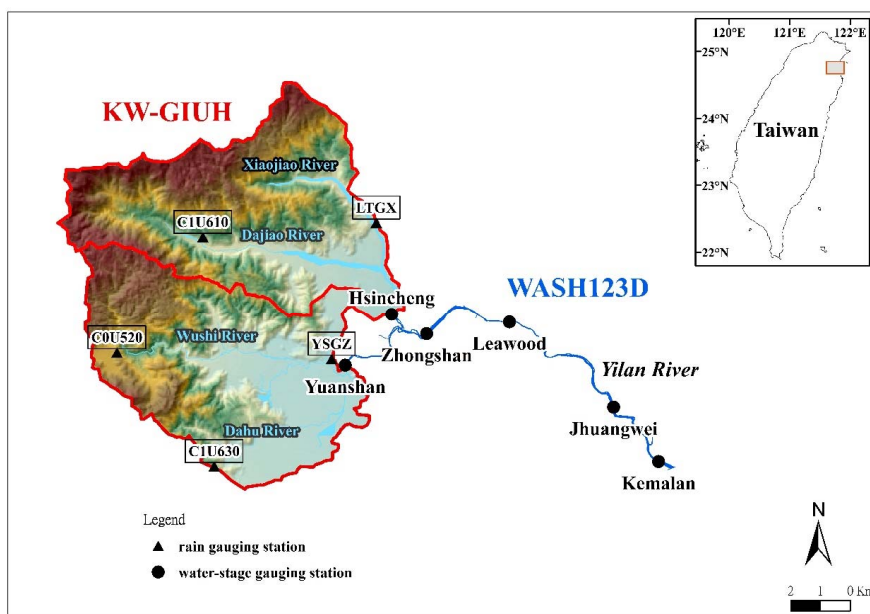 120°E 121°E 122°E
25°N
24°N
23°N
22°N
Taiwan
KW-GIUH
Xiaojiao River
LTGX
C1U610
Dajiao River
WASH123D
Hsincheng
Wushi River
C0U520
YSGZ
Zhongshan
Leawood
Yuanshan
Yilan River
Dahu River
Jhuangwei
C1U630
Kemalan
Legend
rain gauging station
water-stage gauging station
N
2 1 0 Km